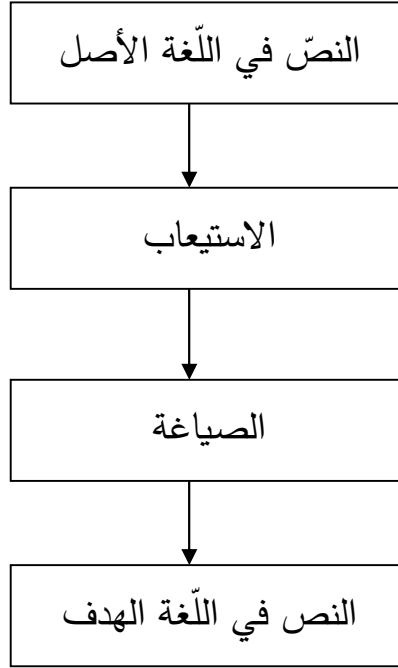 النصّ في اللّغة الأصل
الاستيعاب
الصياغة
النص في اللّغة الهدف